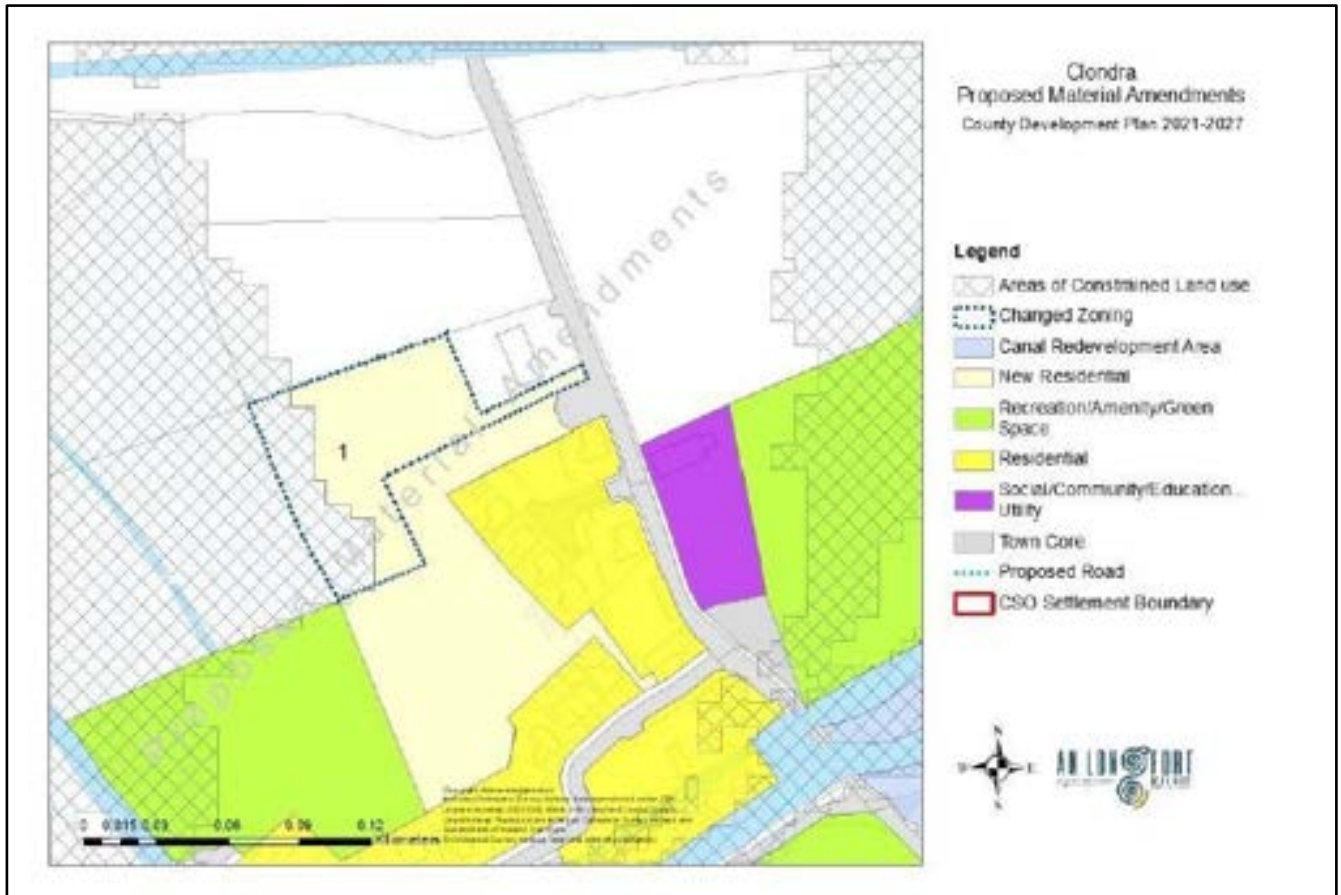 Clondra
Proposed Material Amendments
County Development Plan 2021-2027
Legend
Areas of Constrained Land use
Changed Zoning
Canal Redevelopment Area
New Residential
Recreation/Amenity/Green
Space
Residential
Social/Community/Education
Utility
Town Core
Proposed Road
CSO Settlement Boundary
1
Proposed Material Amendments
N
W E
S
0 0.015 0.03 0.06 0.09 0.12
Kilometers